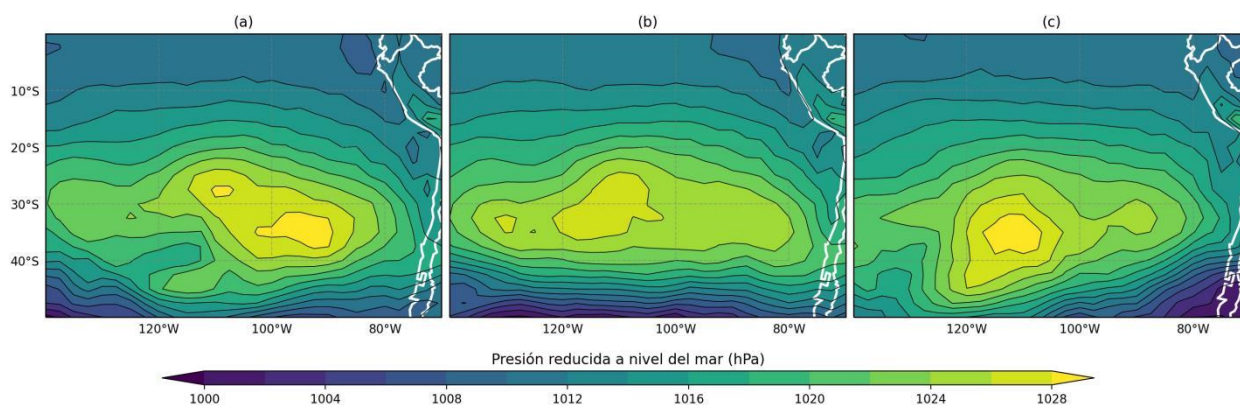 (a) (b) (c)
10°S
20°S
30°S
40°S
120°W 100°W 80°W 120°W 100°W 80°W 120°W 100°W 80°W
Presión reducida a nivel del mar (hPa)
1000 1004 1008 1012 1016 1020 1024 1028